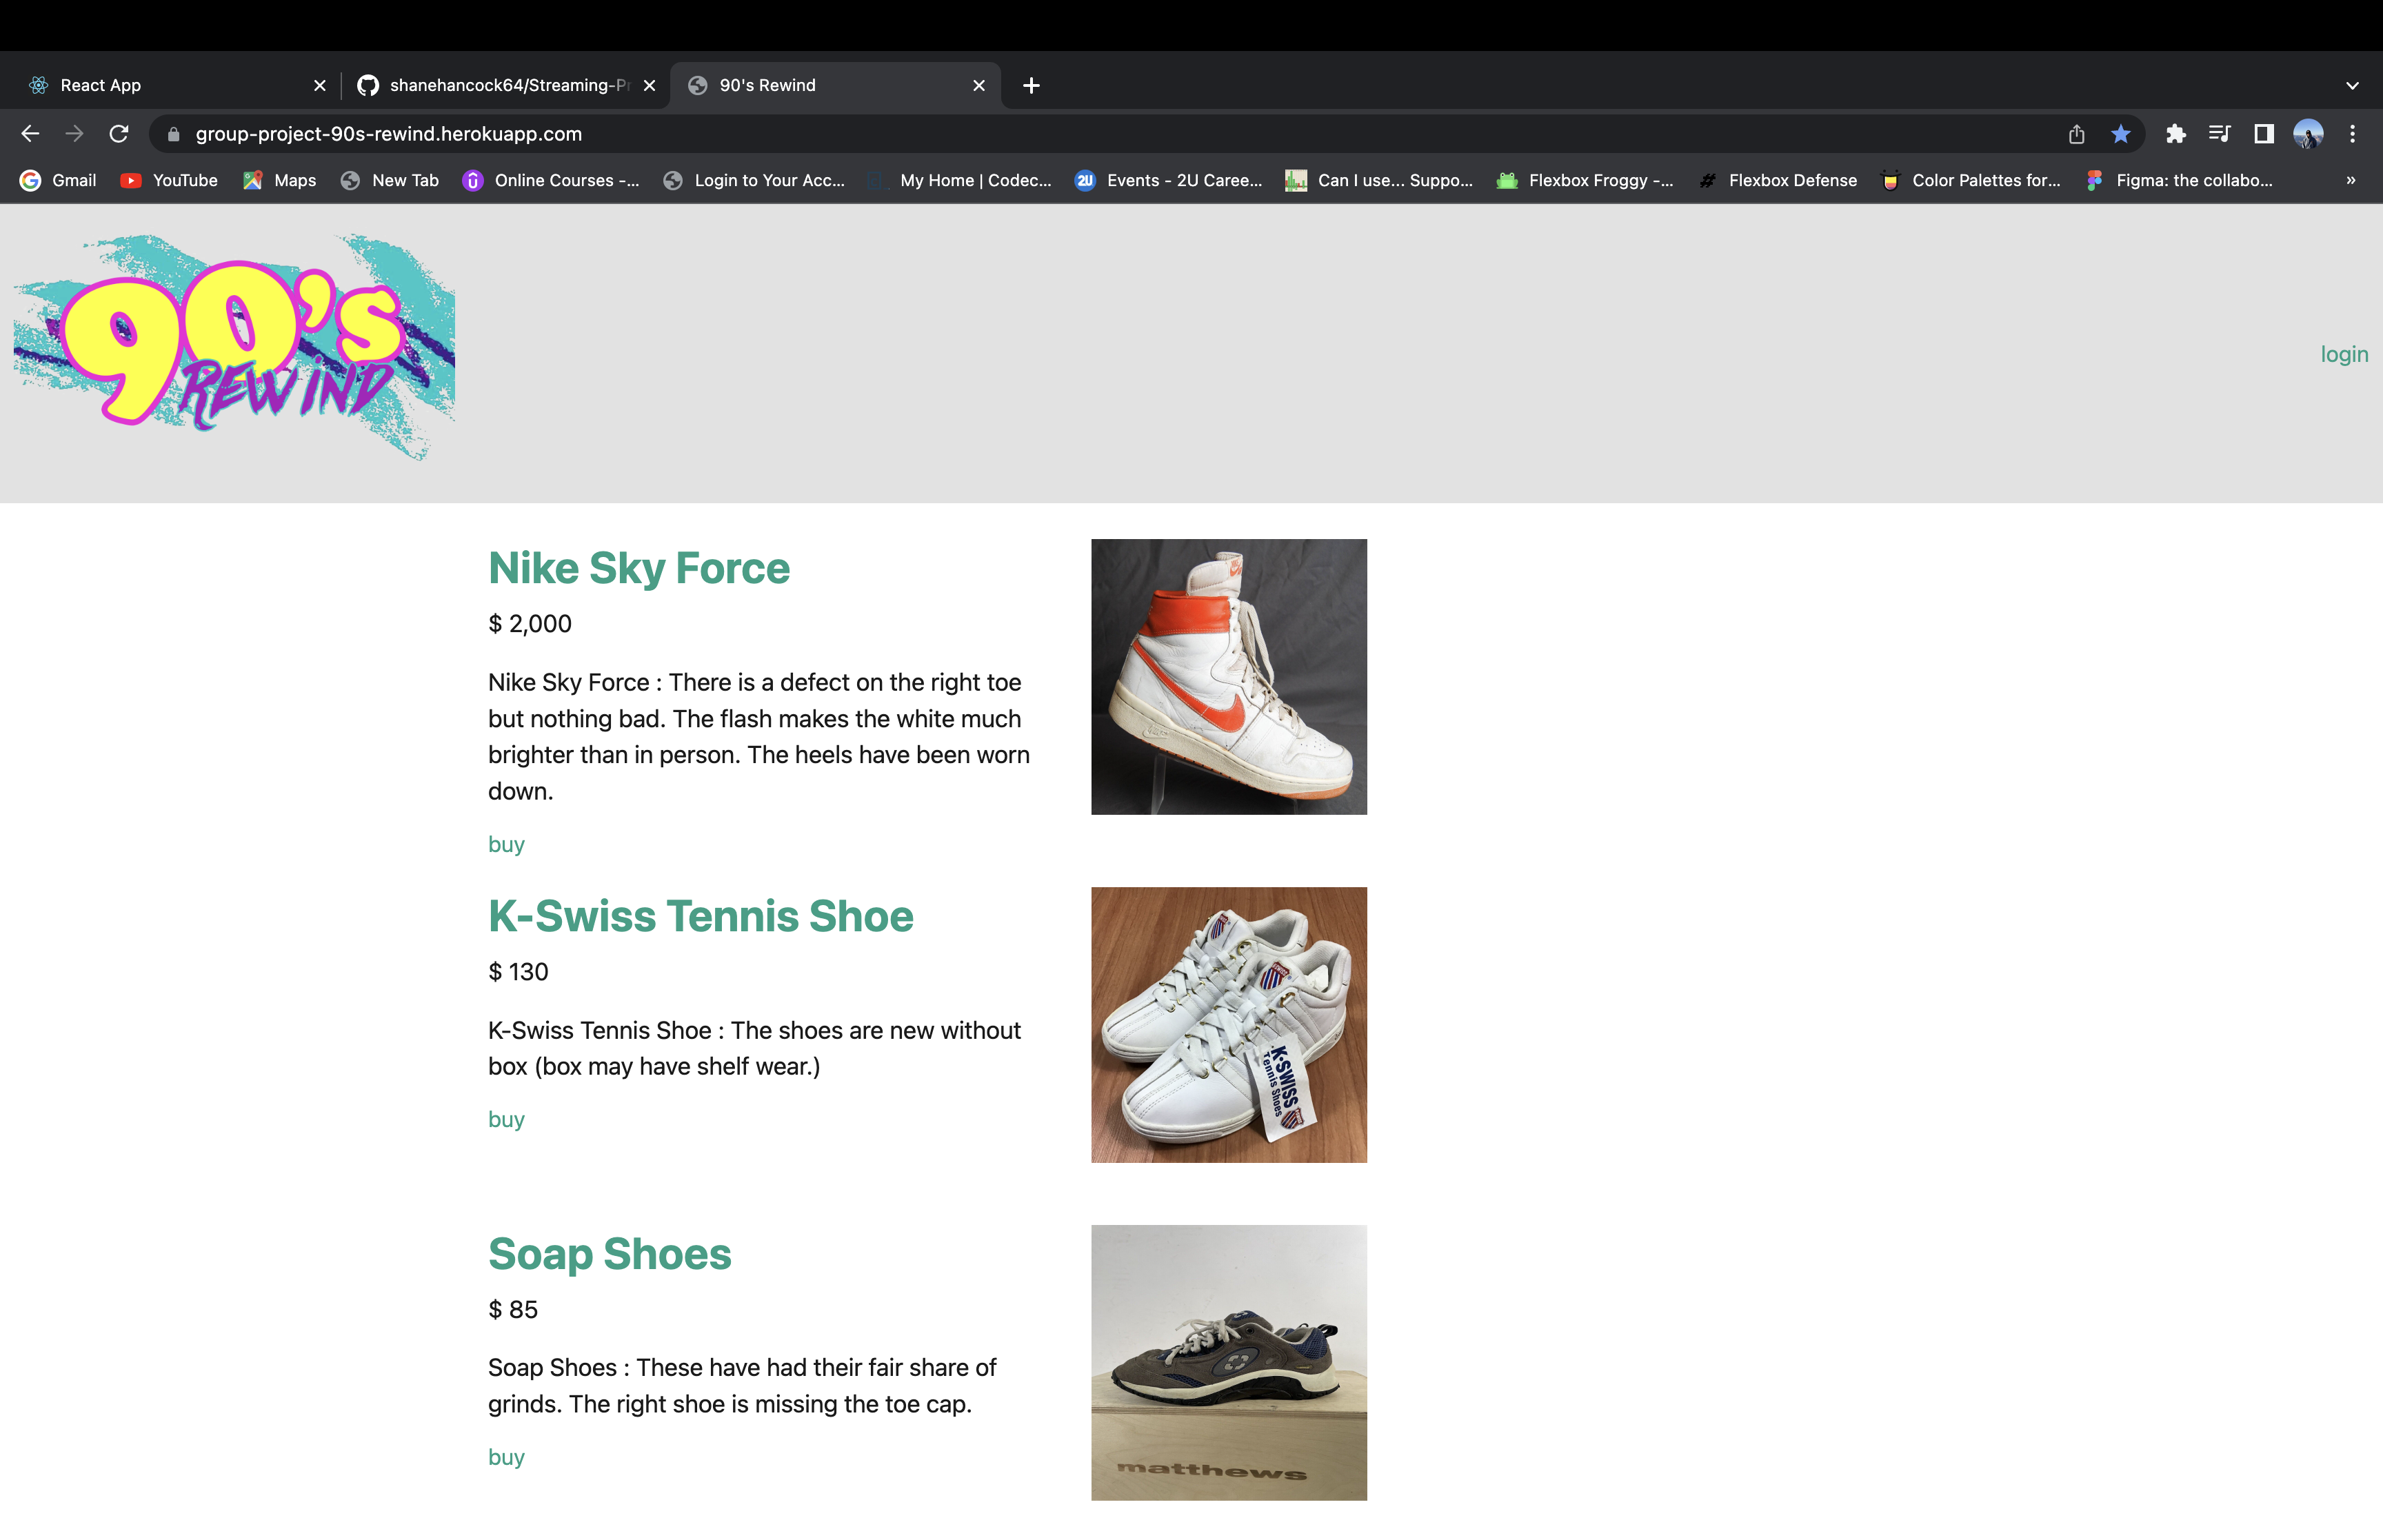 React App
shanehancock64/Streaming-Pr
90's Rewind
group-project-90s-rewind.herokuapp.com
Gmail
YouTube
Maps
New Tab
Online Courses -...
Login to Your Acc...
My Home | Codec...
2U
Events - 2U Caree...
Can I use... Suppo...
Flexbox Froggy -...
Flexbox Defense
Color Palettes for...
Figma: the collabo...
»
90's
REWIND
login
Nike Sky Force
$ 2,000
Nike Sky Force : There is a defect on the right toe
but nothing bad. The flash makes the white much
brighter than in person. The heels have been worn
down.
buy
K-Swiss Tennis Shoe
$ 130
K-Swiss Tennis Shoe : The shoes are new without
box (box may have shelf wear.)
buy
K·SWISS
Tennis Shoes
Soap Shoes
$ 85
Soap Shoes : These have had their fair share of
grinds. The right shoe is missing the toe cap.
buy
matthews